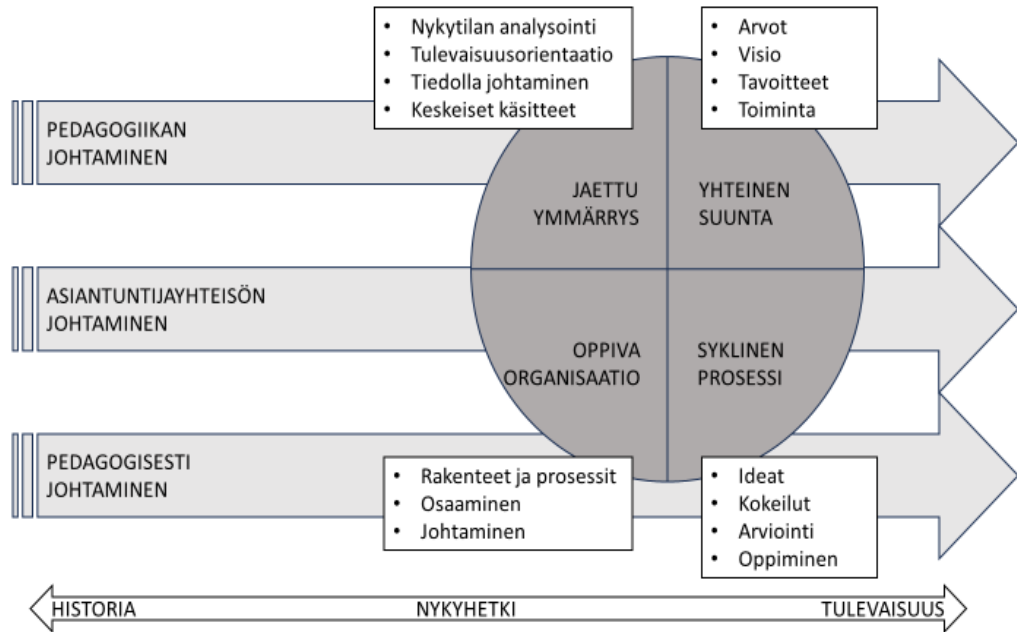 • Nykytilan analysointi
• Tulevaisuusorientaatio
• Tiedolla johtaminen
• Keskeiset käsitteet
• Arvot
• Visio
• Tavoitteet
• Toiminta
PEDAGOGIIKAN
JOHTAMINEN
JAETTU
YMMÄRRYS
YHTEINEN
SUUNTA
ASIANTUNTIJAYHTEISÖN
JOHTAMINEN
OPPIVA
ORGANISAATIO
SYKLINEN
PROSESSI
PEDAGOGISESTI
JOHTAMINEN
• Rakenteet ja prosessit
• Osaaminen
• Johtaminen
• Ideat
• Kokeilut
• Arviointi
• Oppiminen
HISTORIA NYKYHETKI TULEVAISUUS